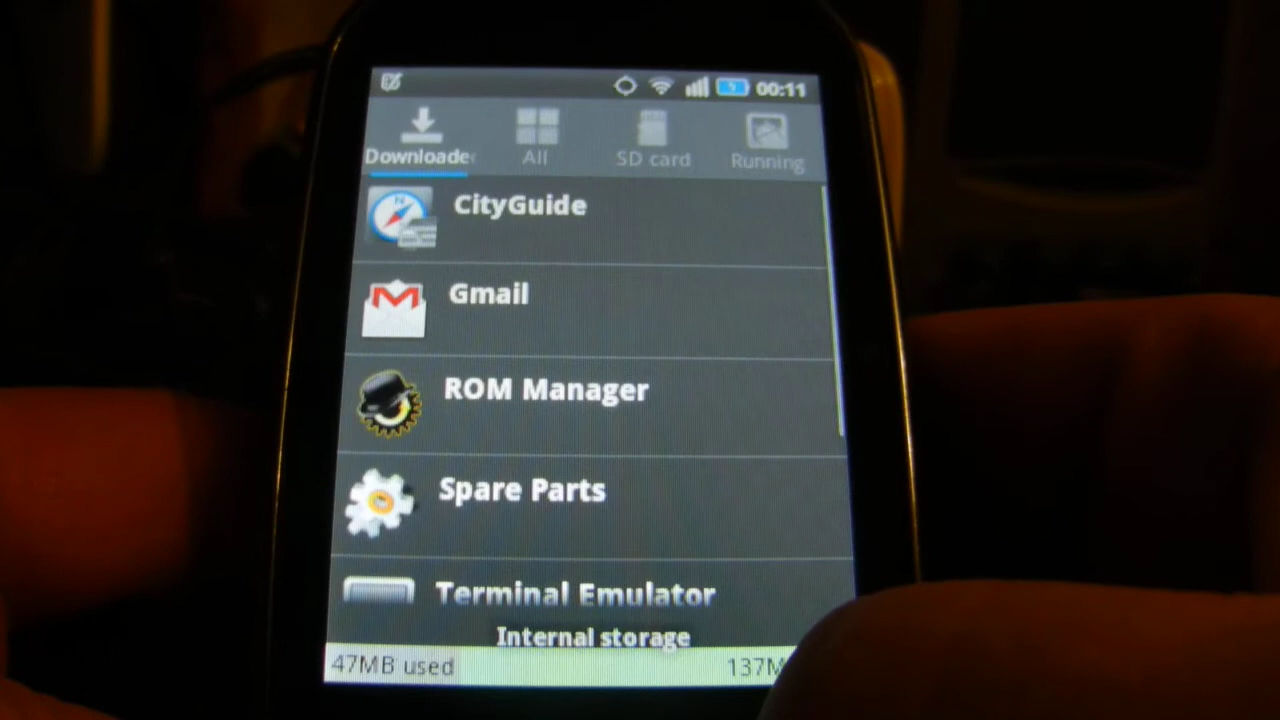 00:11
Downloade
All
SD card
Running
CityGuide
Gmail
ROM Manager
Spare Parts
Terminal Emulator
Internal storage
47MB used
137M